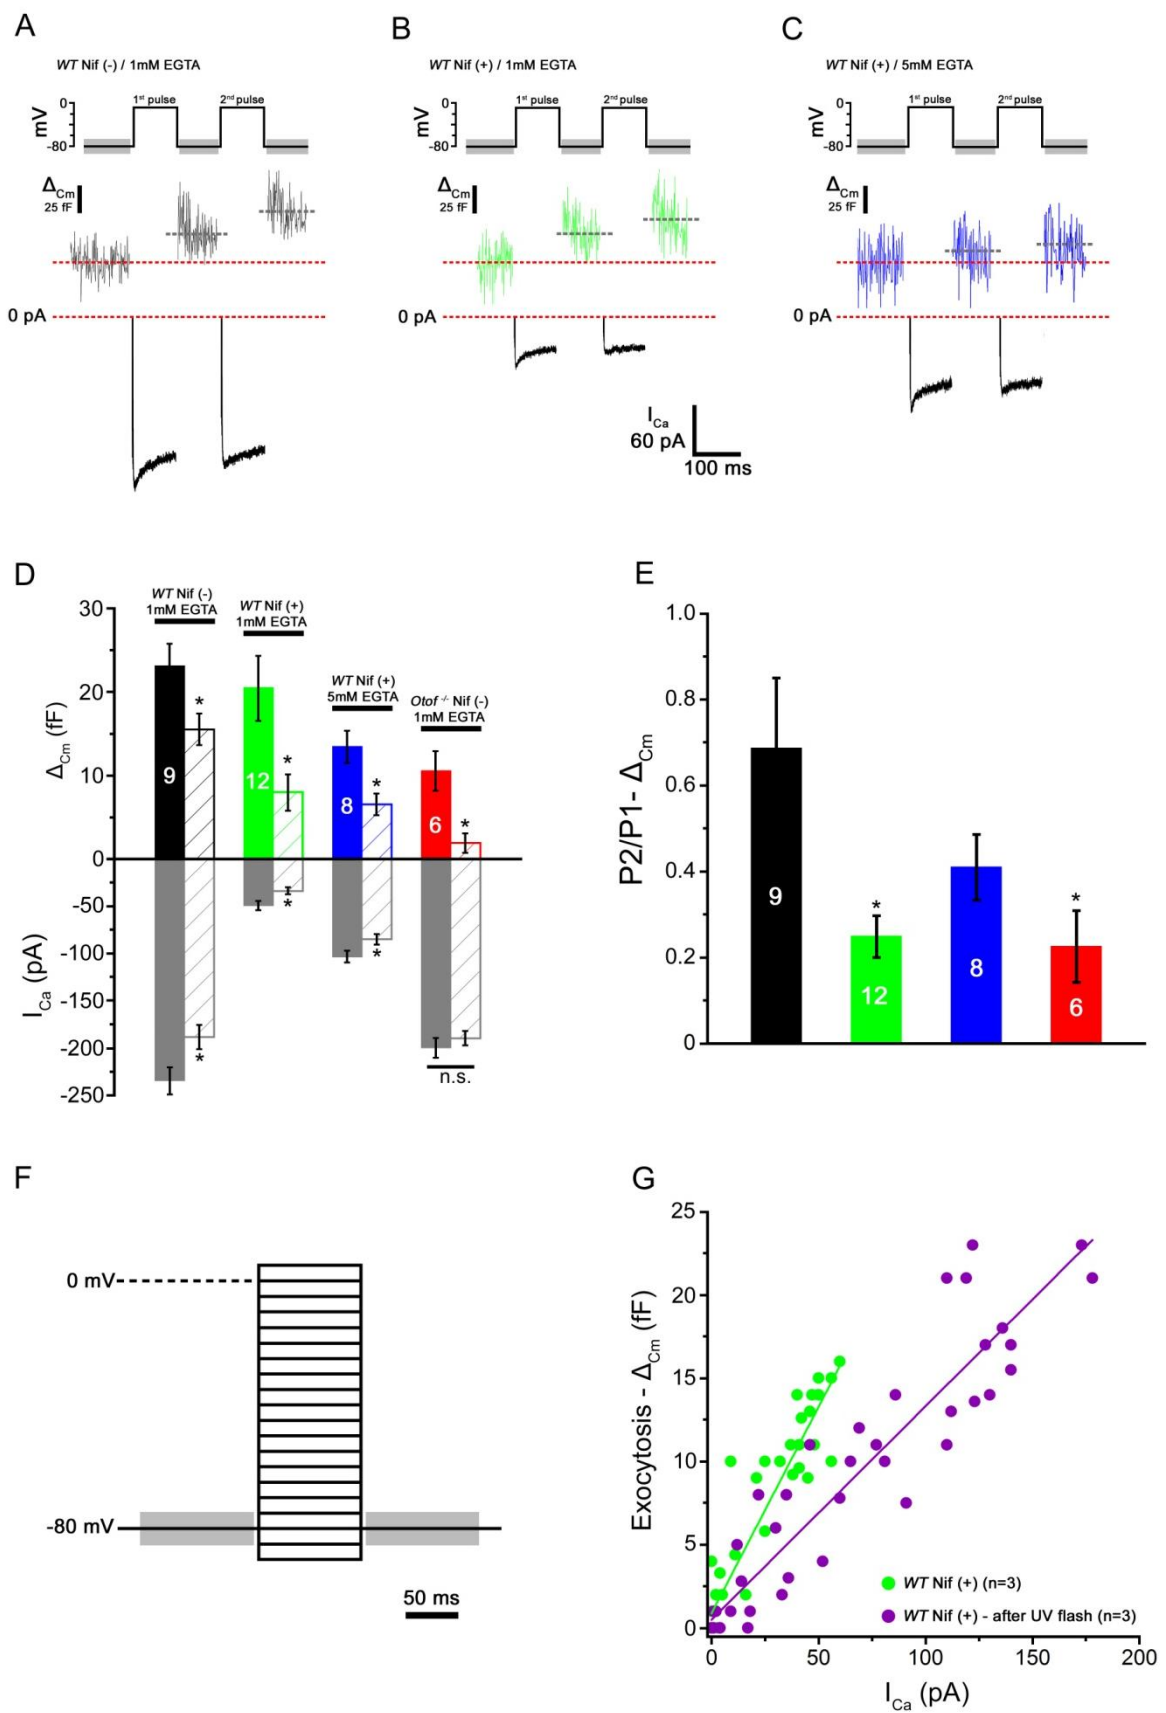 A
B
C
WT Nif (-) / 1mM EGTA
WT Nif (+) / 1mM EGTA
WT Nif (+) / 5mM EGTA
1st pulse
2nd pulse
0
mV
-80
1st pulse
2nd pulse
0
mV
-80
1st pulse
2nd pulse
0
mV
-80
ΔCm
25 fF
ΔCm
25 fF
ΔCm
25 fF
0 pA
0 pA
0 pA
ICa
60 pA
100 ms
D
WT Nif (-)
1mM EGTA
WT Nif (+)
1mM EGTA
WT Nif (+)
5mM EGTA
Otof -/- Nif (-)
1mM EGTA
30
20
10
0
-50
-100
-150
-200
-250
ΔCm (fF)
ICa (pA)
9
*
*
12
*
*
8
*
*
6
*
n.s.
E
1.0
0.8
0.6
0.4
0.2
0
P2/P1- ΔCm
9
*
12
8
*
6
F
0 mV
-80 mV
50 ms
G
25
20
15
10
5
0
Exocytosis - ΔCm (fF)
WT Nif (+) (n=3)
WT Nif (+) - after UV flash (n=3)
0
50
100
150
200
ICa (pA)